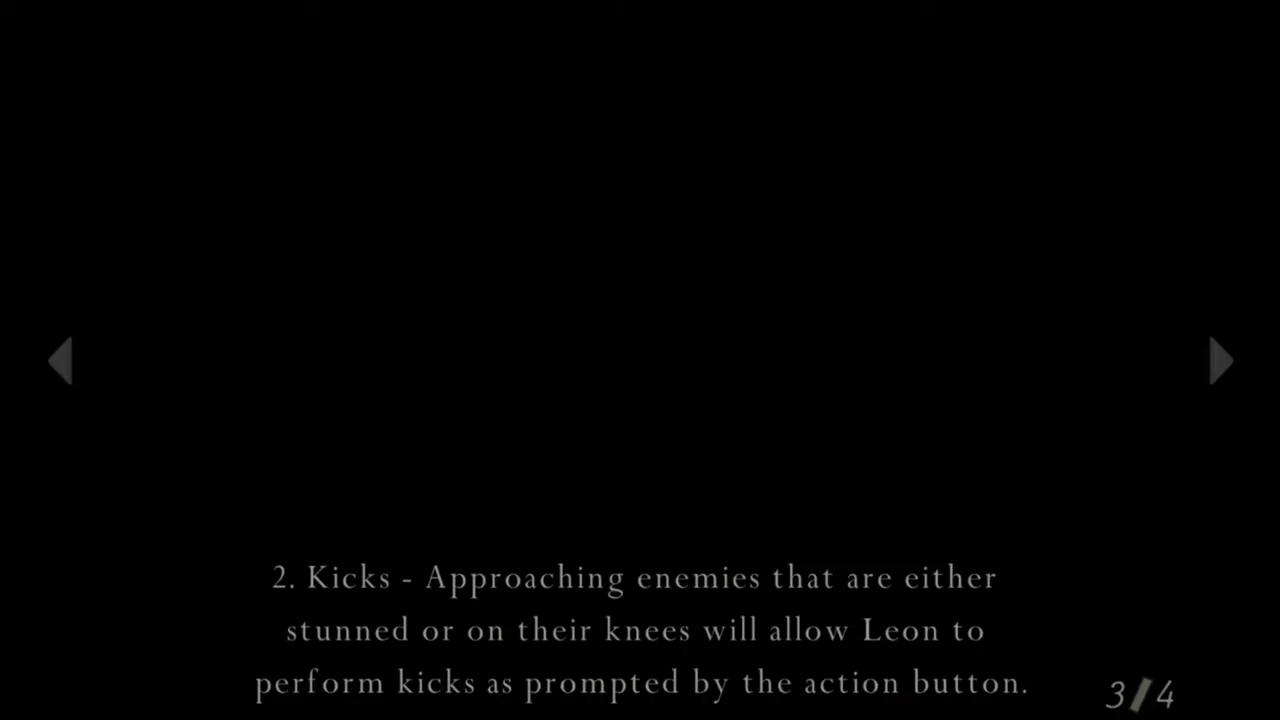 2. Kicks - Approaching enemies that are either
stunned or on their knees will allow Leon to
perform kicks as prompted by the action button.
3/4